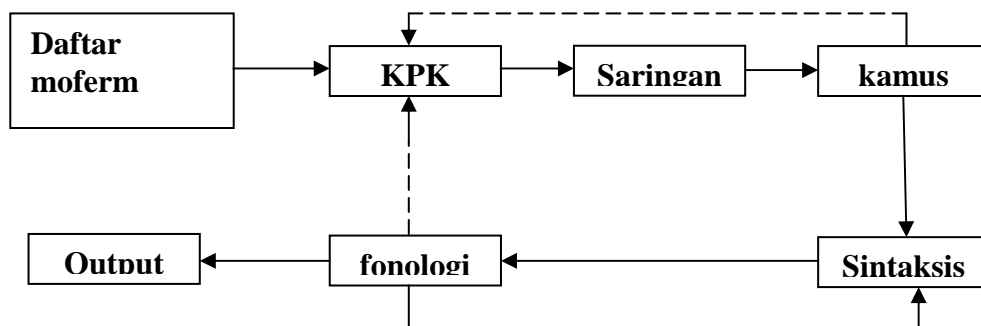 Daftar
moferm
KPK
Saringan
kamus
Output
fonologi
Sintaksis